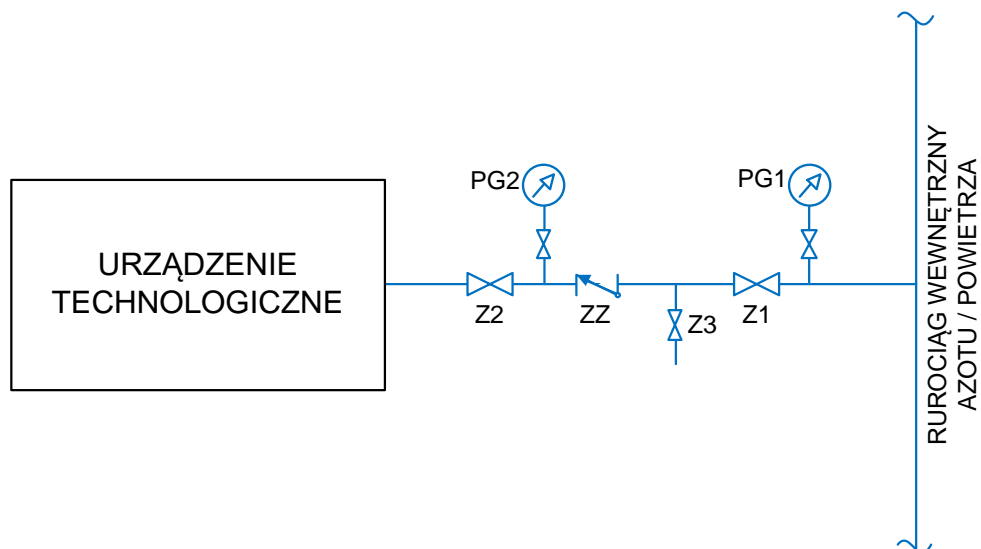 PG2
PG1
URZĄDZENIE
TECHNOLOGICZNE
Z2
ZZ
Z3
Z1
RUROCIĄG WEWNĘTRZNY
AZOTU / POWIETRZA